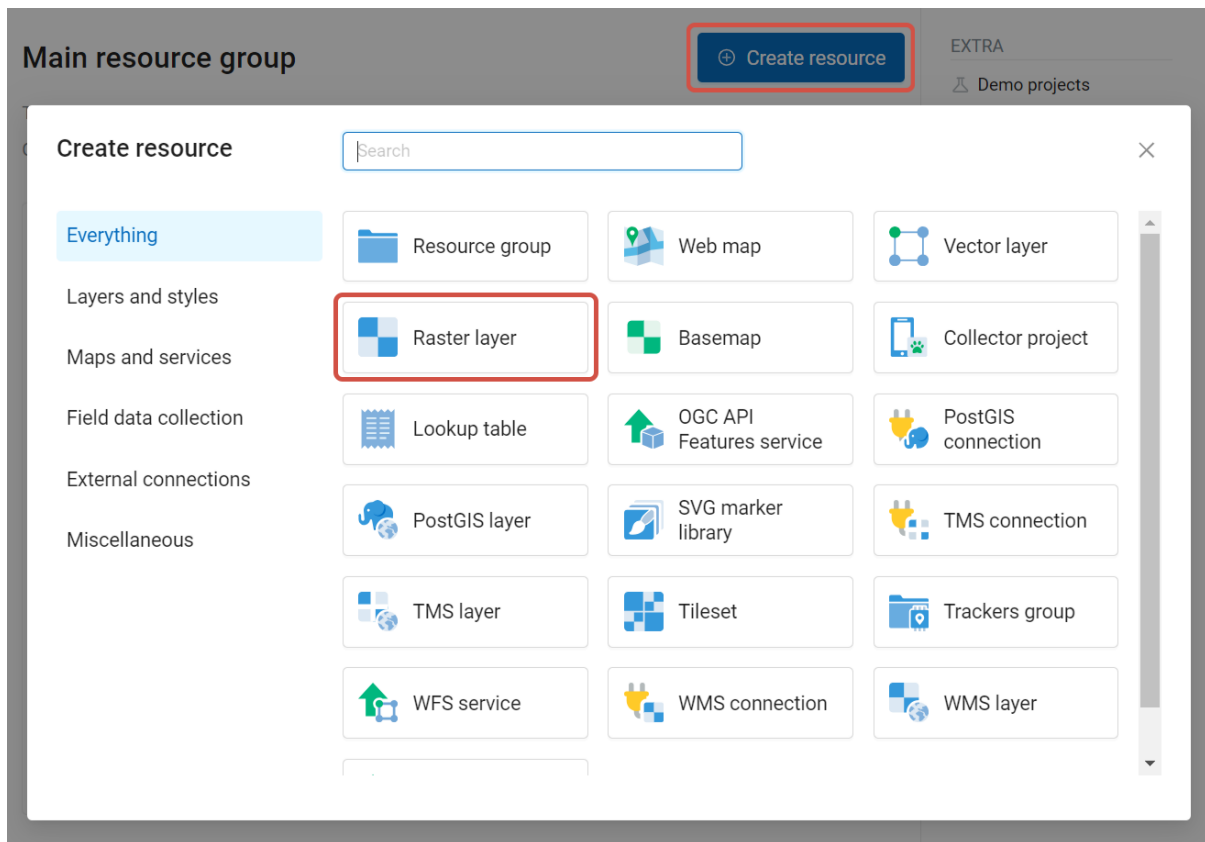 Main resource group
Create resource
EXTRA
Demo projects
Create resource
Search
Everything
Layers and styles
Maps and services
Field data collection
External connections
Miscellaneous
Resource group
Web map
Vector layer
Raster layer
Basemap
Collector project
Lookup table
OGC API
Features service
PostGIS
connection
PostGIS layer
SVG marker
library
TMS connection
TMS layer
Tileset
Trackers group
WFS service
WMS connection
WMS layer